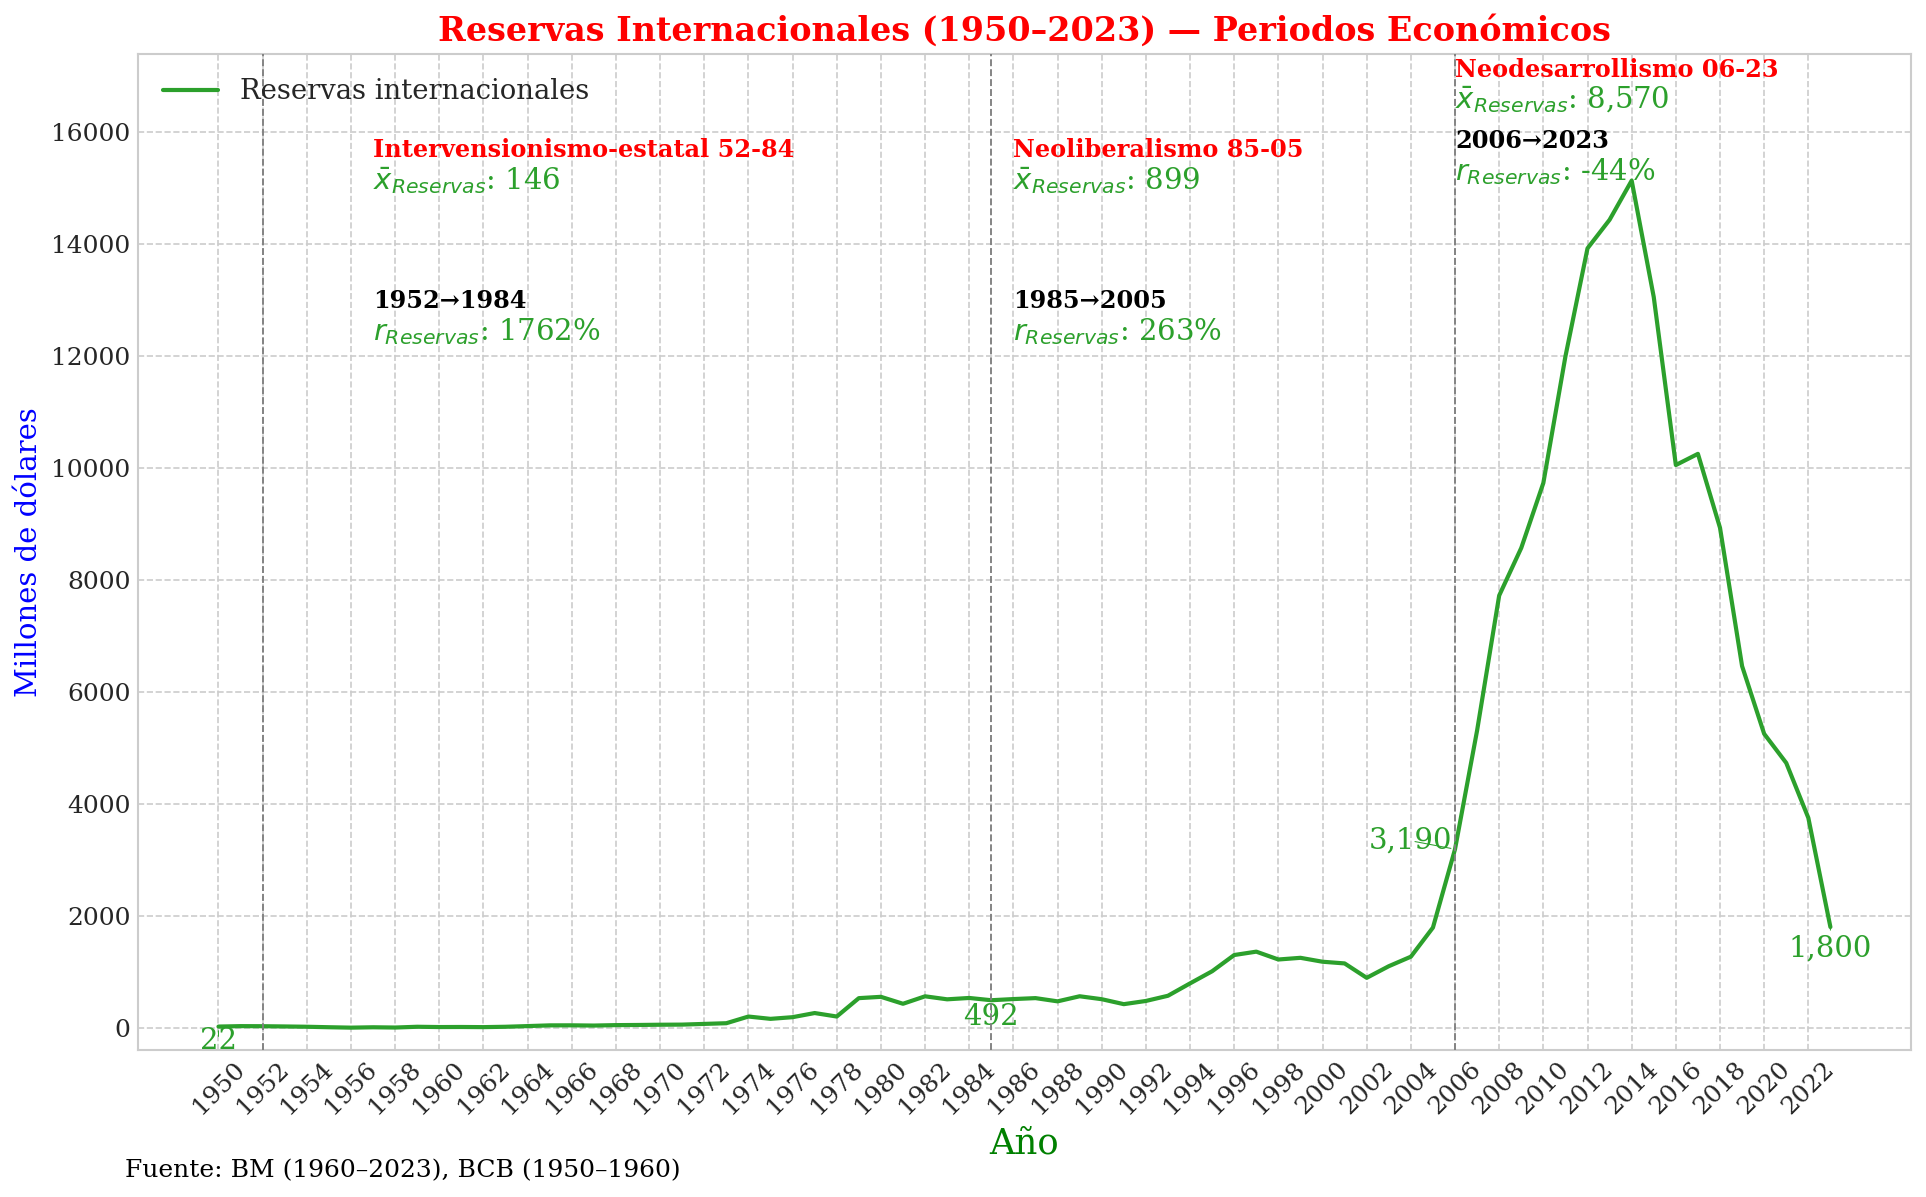 Reservas Internacionales (1950–2023) — Periodos Económicos
Reservas internacionales
Intervensionismo-estatal 52-84
x̄Reservas: 146
1952→1984
rReservas: 1762%
Neoliberalismo 85-05
x̄Reservas: 899
1985→2005
rReservas: 263%
Neodesarrollismo 06-23
x̄Reservas: 8,570
2006→2023
rReservas: -44%
Millones de dólares
16000
14000
12000
10000
8000
6000
4000
2000
0
22
492
3,190
1,800
1950 1952 1954 1956 1958 1960 1962 1964 1966 1968 1970 1972 1974 1976 1978 1980 1982 1984 1986 1988 1990 1992 1994 1996 1998 2000 2002 2004 2006 2008 2010 2012 2014 2016 2018 2020 2022
Año
Fuente: BM (1960–2023), BCB (1950–1960)